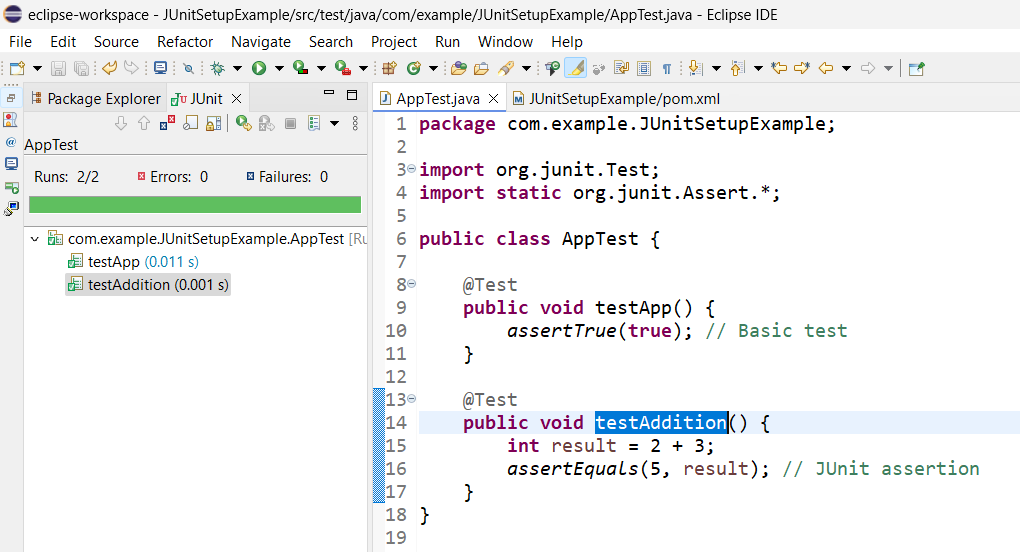 eclipse-workspace - JUnitSetupExample/src/test/java/com/example/JUnitSetupExample/AppTest.java - Eclipse IDE
File Edit Source Refactor Navigate Search Project Run Window Help
Package Explorer JUnit
AppTest
Runs: 2/2 Errors: 0 Failures: 0
com.example.JUnitSetupExample.AppTest [Ru
testApp (0.011 s)
testAddition (0.001 s)
AppTest.java JUnitSetupExample/pom.xml
1 package com.example.JUnitSetupExample;
2
3 import org.junit.Test;
4 import static org.junit.Assert.*;
5
6 public class AppTest {
7
8 @Test
9 public void testApp() {
10 assertTrue(true); // Basic test
11 }
12
13 @Test
14 public void testAddition() {
15 int result = 2 + 3;
16 assertEquals(5, result); // JUnit assertion
17 }
18 }
19